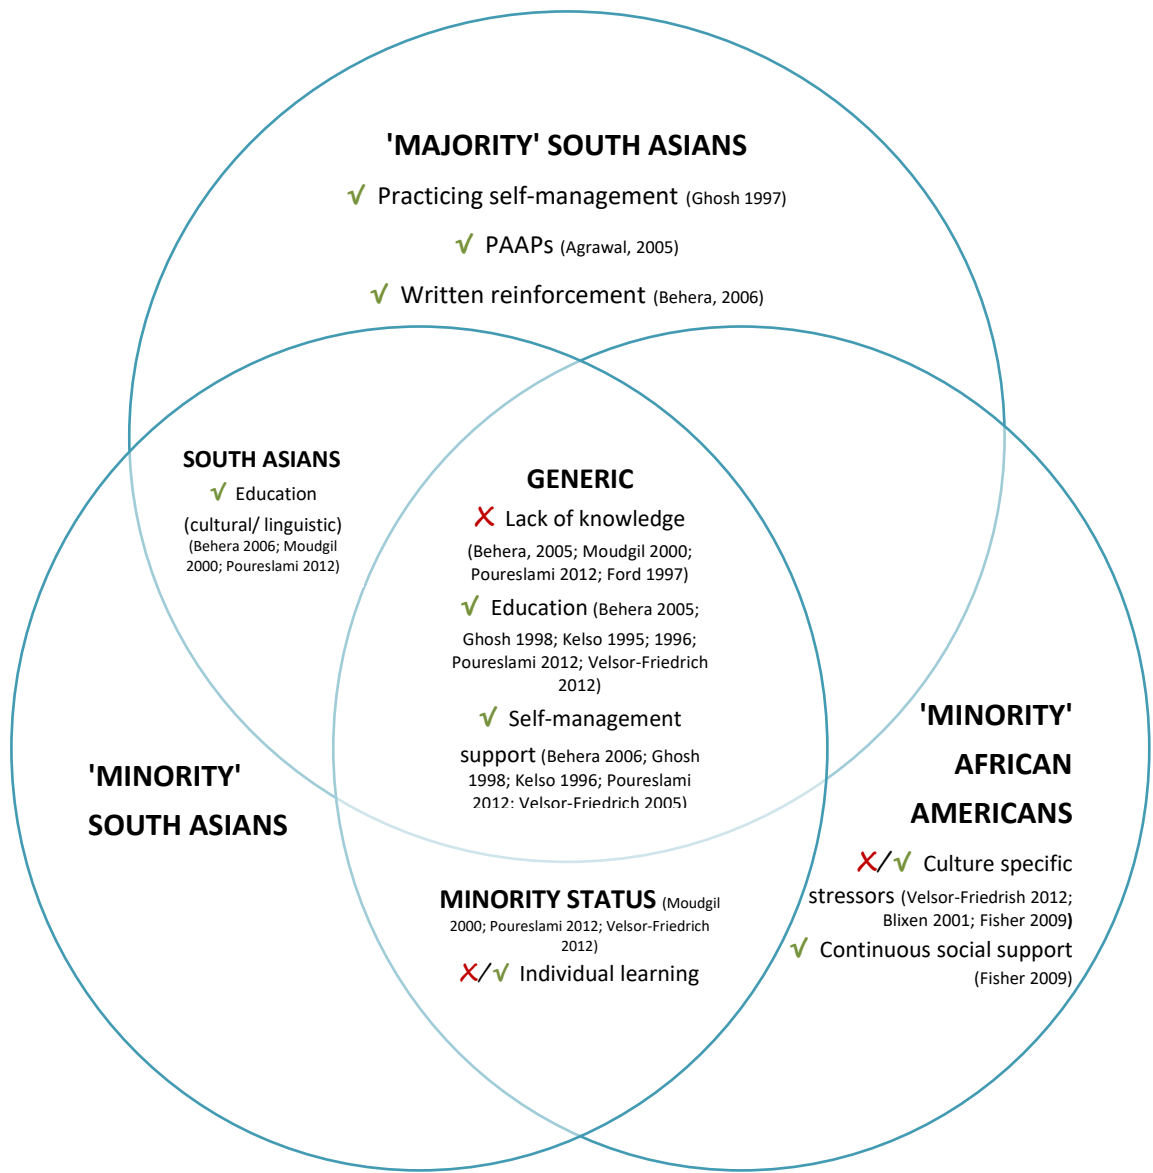 'MAJORITY' SOUTH ASIANS
√ Practicing self-management (Ghosh 1997)
√ PAAPs (Agrawal, 2005)
√ Written reinforcement (Behera, 2006)
SOUTH ASIANS
√ Education
(cultural/ linguistic)
(Behera 2006; Moudgil
2000; Poureslami 2012)
GENERIC
✗ Lack of knowledge
(Behera, 2005; Moudgil 2000;
Poureslami 2012; Ford 1997)
√ Education (Behera 2005;
Ghosh 1998; Kelso 1995; 1996;
Poureslami 2012; Velsor-Friedrich
2012)
√ Self-management
support (Behera 2006; Ghosh
1998; Kelso 1996; Poureslami
2012; Velsor-Friedrich 2005)
'MINORITY'
SOUTH ASIANS
'MINORITY'
AFRICAN
AMERICANS
✗/√ Culture specific
stressors (Velsor-Friedrish 2012;
Blixen 2001; Fisher 2009)
√ Continuous social support
(Fisher 2009)
MINORITY STATUS (Moudgil
2000; Poureslami 2012; Velsor-Friedrich
2012)
✗/√ Individual learning